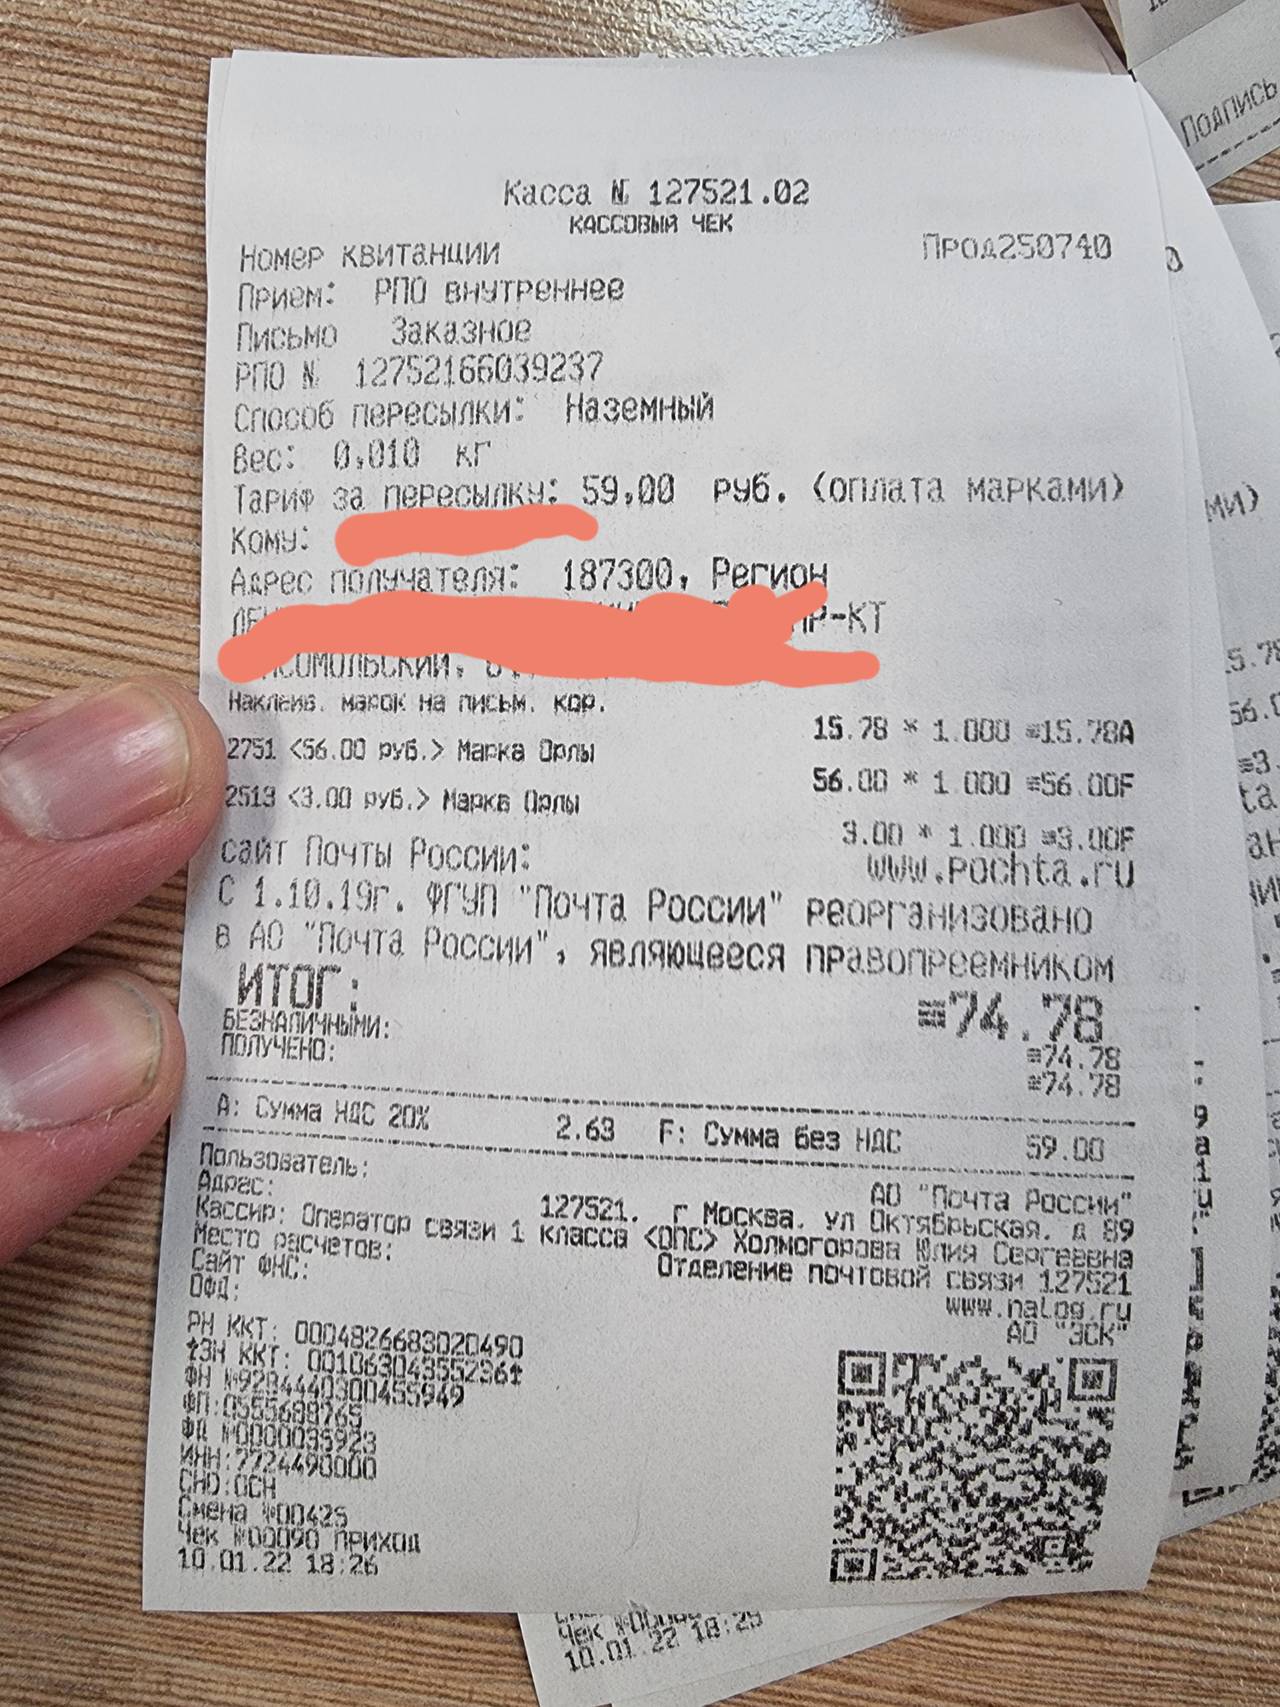 Подпись
Касса № 127521.02
КАССОВЫЙ ЧЕК
Номер квитанции Прод250740
Прием: РПО внутреннее
Письмо Заказное
РПО № 12752166039237
Способ пересылки: Наземный
Вес: 0,010 кг
Тариф за пересылку: 59,00 руб. (оплата марками)
Кому:
Адрес получателя: 187300, Регион
ПР-КТ
Наклеив. марок на письм. кор.
15.78 * 1.000 ≡15.78А
2751 <56.00 руб.> Марка Орлы
56.00 * 1.000 ≡56.00F
2513 <3.00 руб.> Марка Орлы
3.00 * 1.000 ≡3.00F
сайт Почты России: www.pochta.ru
С 1.10.19г. ФГУП "Почта России" реорганизовано
в АО "Почта России", являющееся правопреемником
ИТОГ: ≡74.78
БЕЗНАЛИЧНЫМИ: ≡74.78
ПОЛУЧЕНО: ≡74.78
А: Сумма НДС 20% 2.63 F: Сумма без НДС 59.00
Пользователь: АО "Почта России"
Адрес: 127521, г Москва, ул Октябрьская, д 89
Кассир: Оператор связи 1 класса <ОПС> Холмогорова Юлия Сергеевна
Место расчетов: Отделение почтовой связи 127521
Сайт ФНС: www.nalog.ru
ОФД: АО "ЭСК"
РН ККТ: 0004826683020490
ЗН ККТ: 00106304355236
ФН №9284440300455949
ФП:0555688765
ФД №0000035923
ИНН:7724490000
СНО:ОСН
Смена №00425
Чек №00090 ПРИХОД
10.01.22 18:26
10.01.22 18:25